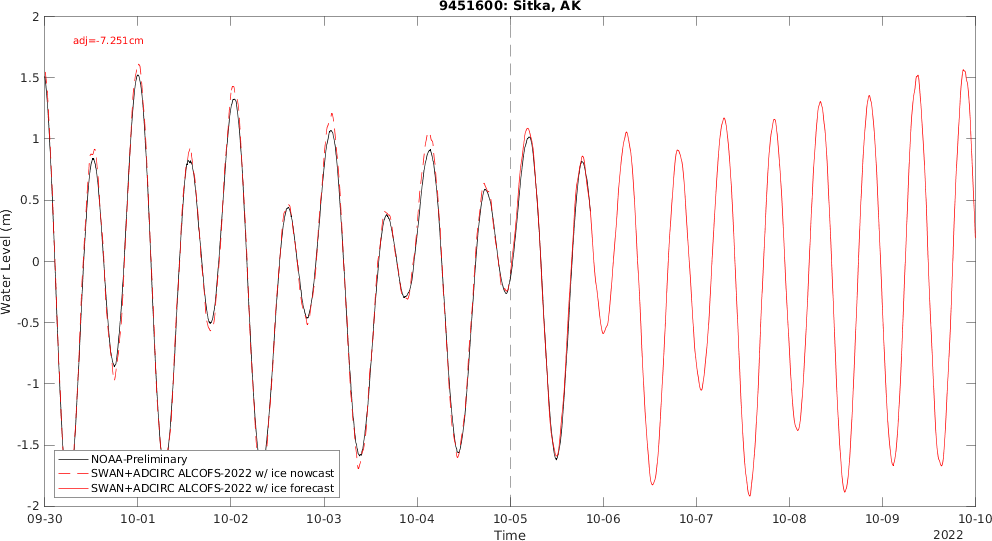 9451600: Sitka, AK
adj=-7.251cm
2
1.5
1
0.5
0
-0.5
-1
-1.5
-2
Water Level (m)
NOAA-Preliminary
SWAN+ADCIRC ALCOFS-2022 w/ ice nowcast
SWAN+ADCIRC ALCOFS-2022 w/ ice forecast
09-30 10-01 10-02 10-03 10-04 10-05 10-06 10-07 10-08 10-09 10-10
Time
2022